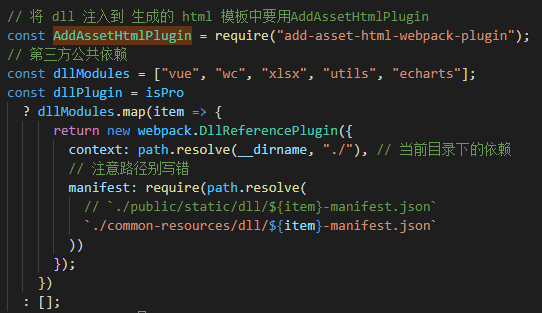 // 将 dll 注入到 生成的 html 模板中要用AddAssetHtmlPlugin
const AddAssetHtmlPlugin = require("add-asset-html-webpack-plugin");
// 第三方公共依赖
const dllModules = ["vue", "wc", "xlsx", "utils", "echarts"];
const dllPlugin = isPro
  ? dllModules.map(item => {
      return new webpack.DllReferencePlugin({
        context: path.resolve(__dirname, "./"), // 当前目录下的依赖
        // 注意路径别写错
        manifest: require(path.resolve(
          // `./public/static/dll/${item}-manifest.json`
          `./common-resources/dll/${item}-manifest.json`
        ))
      });
    })
  : [];